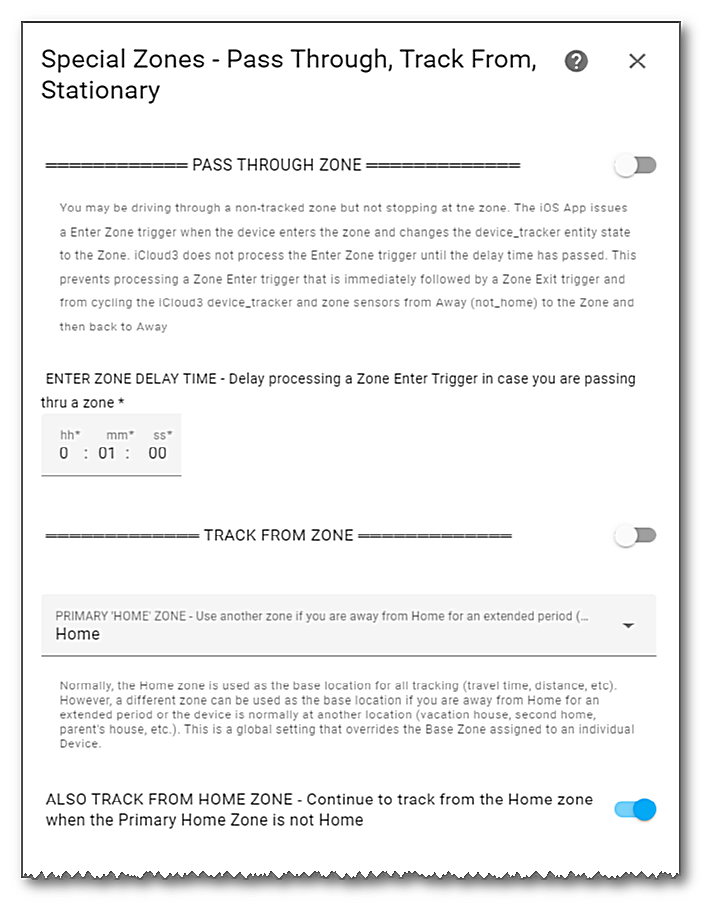 Special Zones - Pass Through, Track From,
Stationary
============ PASS THROUGH ZONE =============
You may be driving through a non-tracked zone but not stopping at tne zone. The iOS App issues
a Enter Zone trigger when the device enters the zone and changes the device_tracker entity state
to the Zone. iCloud3 does not process the Enter Zone trigger until the delay time has passed. This
prevents processing a Zone Enter trigger that is immediately followed by a Zone Exit trigger and
from cycling the iCloud3 device_tracker and zone sensors from Away (not_home) to the Zone and
then back to Away
ENTER ZONE DELAY TIME - Delay processing a Zone Enter Trigger in case you are passing
thru a zone *
hh* mm* ss*
0 : 01 : 00
============= TRACK FROM ZONE =============
PRIMARY 'HOME' ZONE - Use another zone if you are away from Home for an extended period (...
Home
Normally, the Home zone is used as the base location for all tracking (travel time, distance, etc).
However, a different zone can be used as the base location if you are away from Home for an
extended period or the device is normally at another location (vacation house, second home,
parent's house, etc.). This is a global setting that overrides the Base Zone assigned to an individual
Device.
ALSO TRACK FROM HOME ZONE - Continue to track from the Home zone
when the Primary Home Zone is not Home